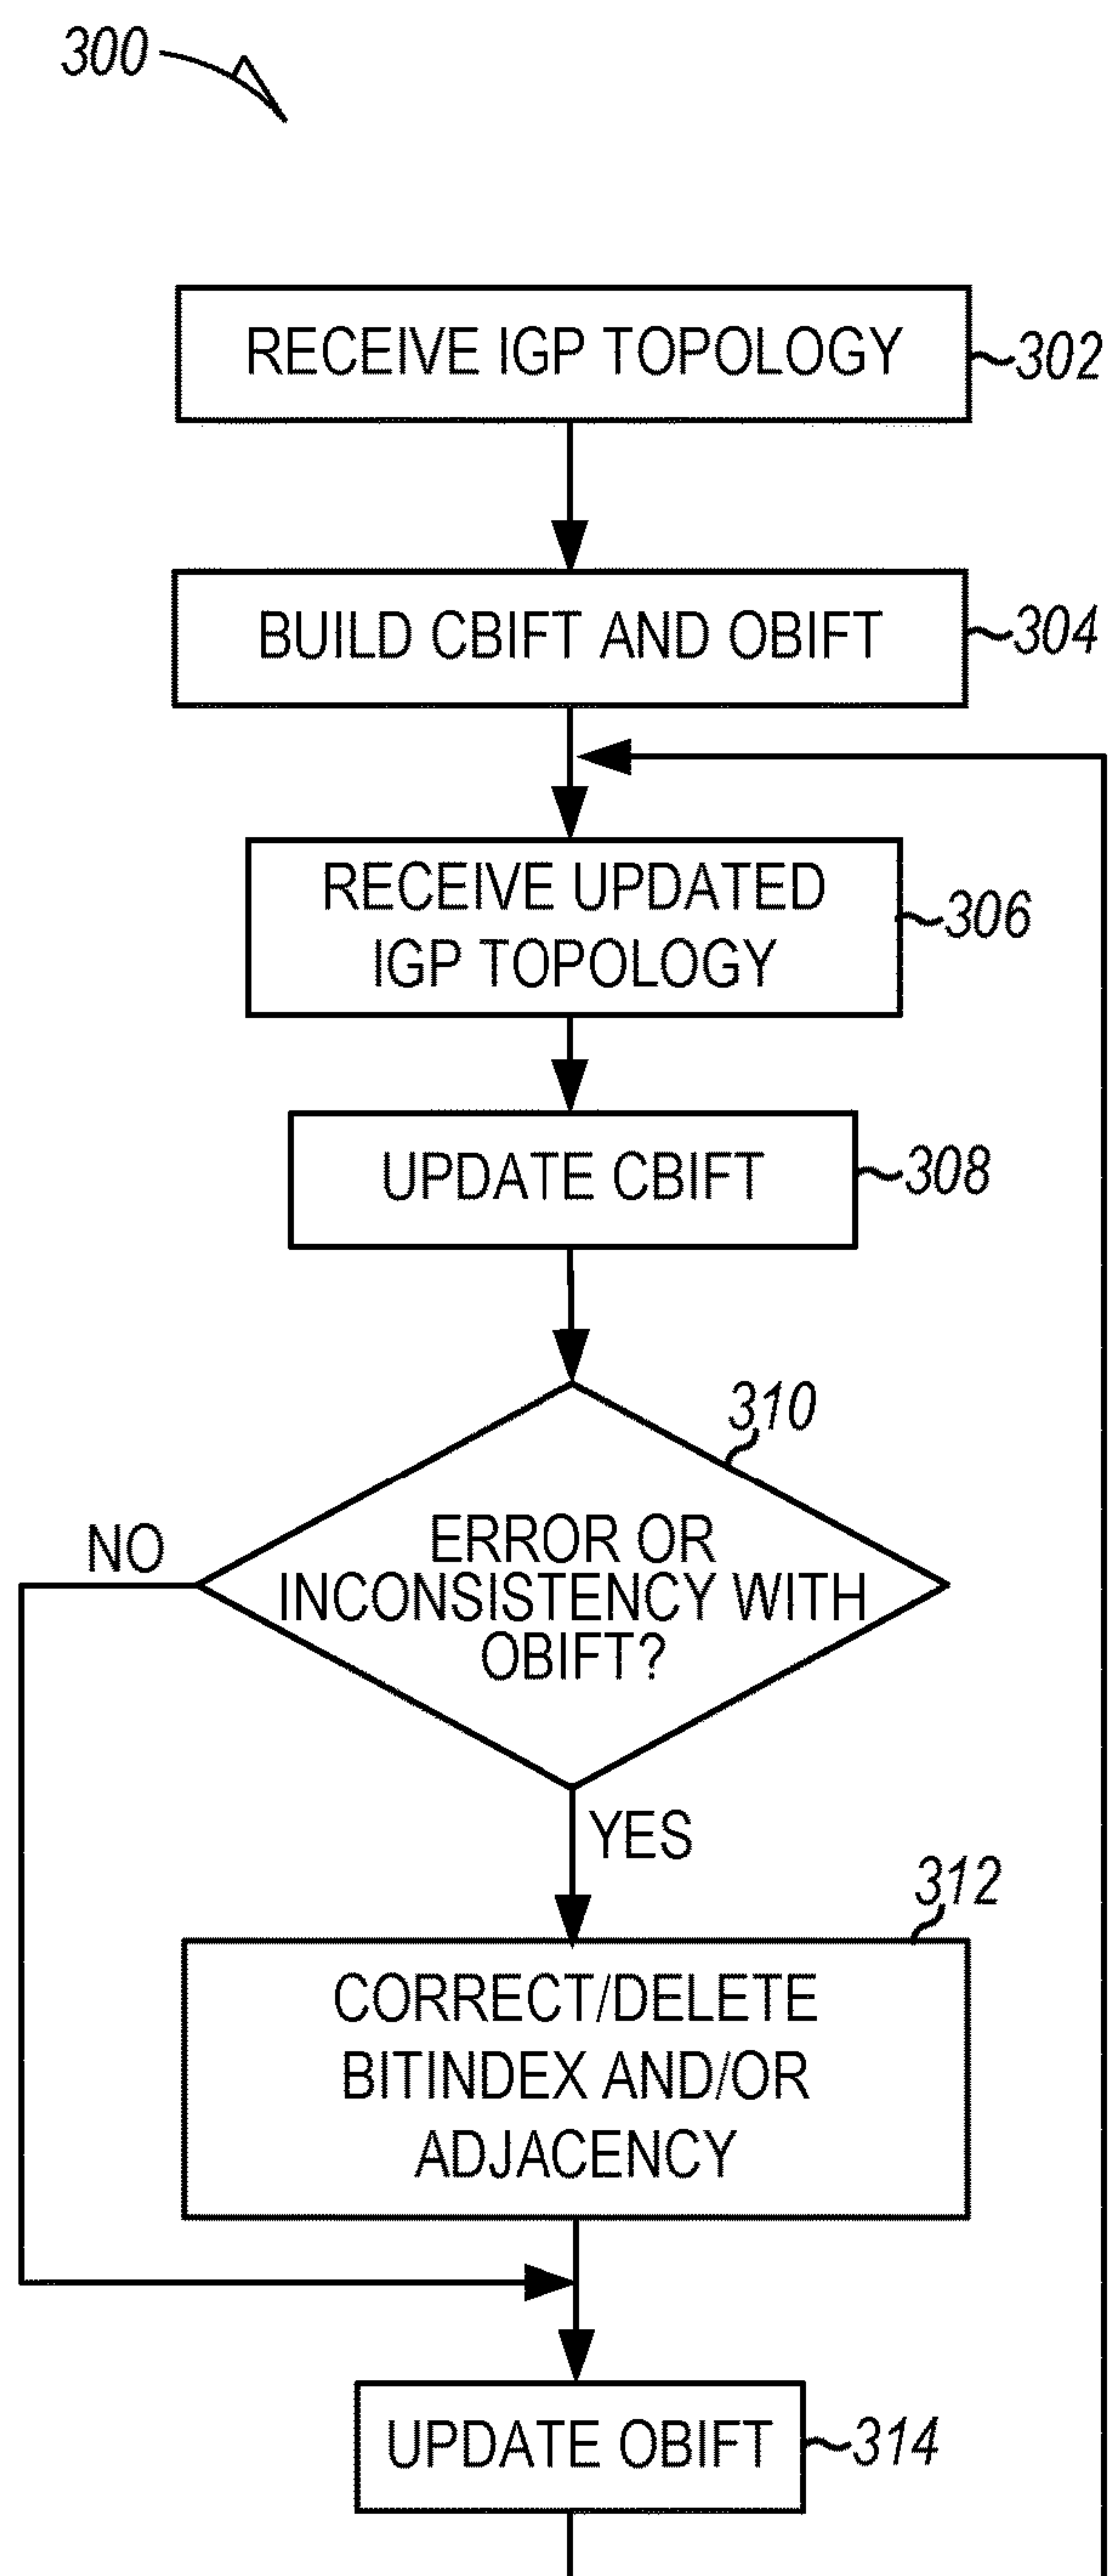 300
RECEIVE IGP TOPOLOGY
302
BUILD CBIFT AND OBIFT
304
RECEIVE UPDATED
IGP TOPOLOGY
306
UPDATE CBIFT
308
310
ERROR OR
INCONSISTENCY WITH
OBIFT?
NO
YES
312
CORRECT/DELETE
BITINDEX AND/OR
ADJACENCY
UPDATE OBIFT
314